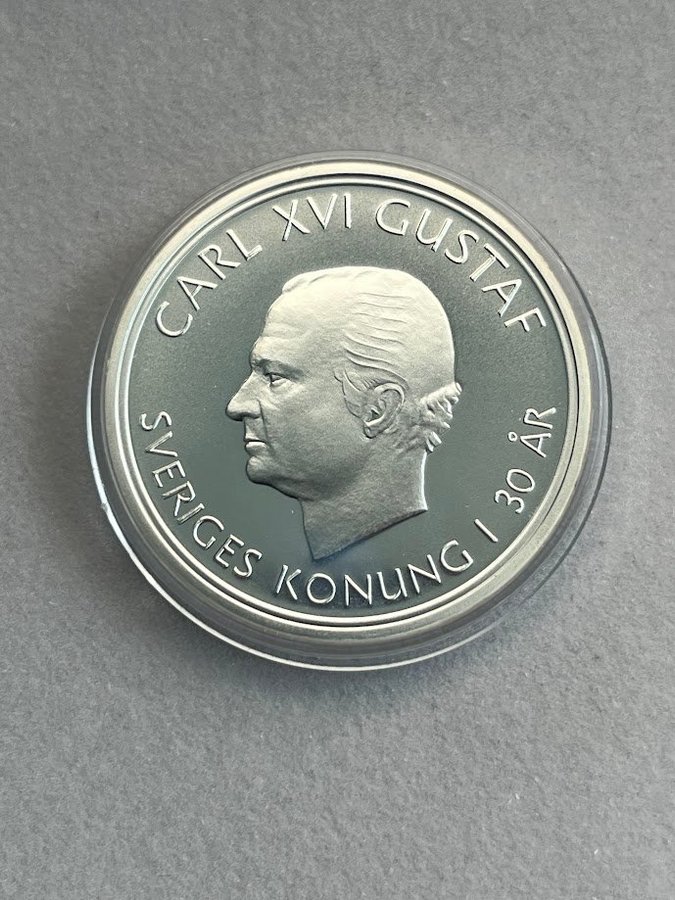 CARL XVI GUSTAF
SVERIGES KONUNG I 30 ÅR